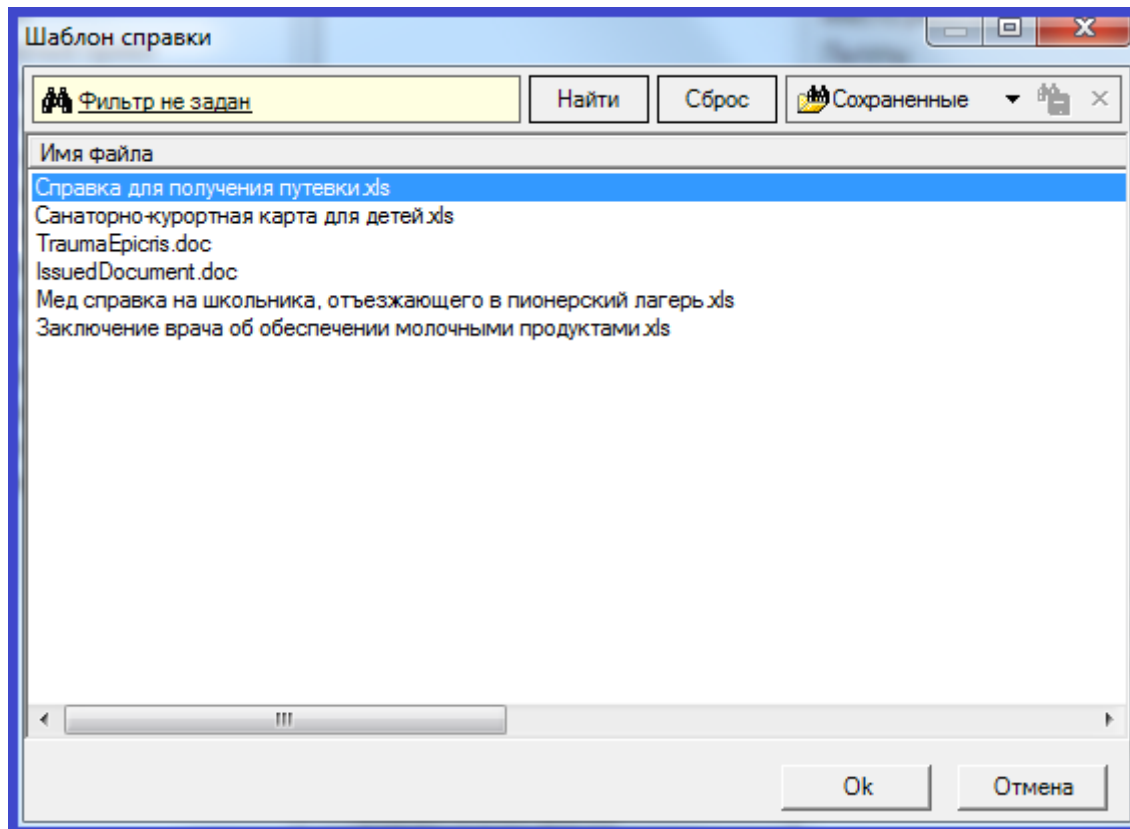 Шаблон справки
Фильтр не задан Найти Сброс Сохраненные
Имя файла
Справка для получения путевки.xls
Санаторно-курортная карта для детей.xls
TraumaEpicris.doc
IssuedDocument.doc
Мед справка на школьника, отъезжающего в пионерский лагерь.xls
Заключение врача об обеспечении молочными продуктами.xls
Ok Отмена